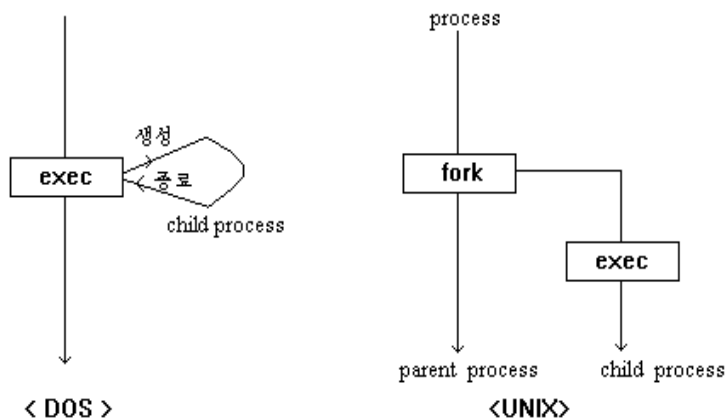 생성
exec
종료
child process
< DOS >
process
fork
exec
parent process
child process
<UNIX>